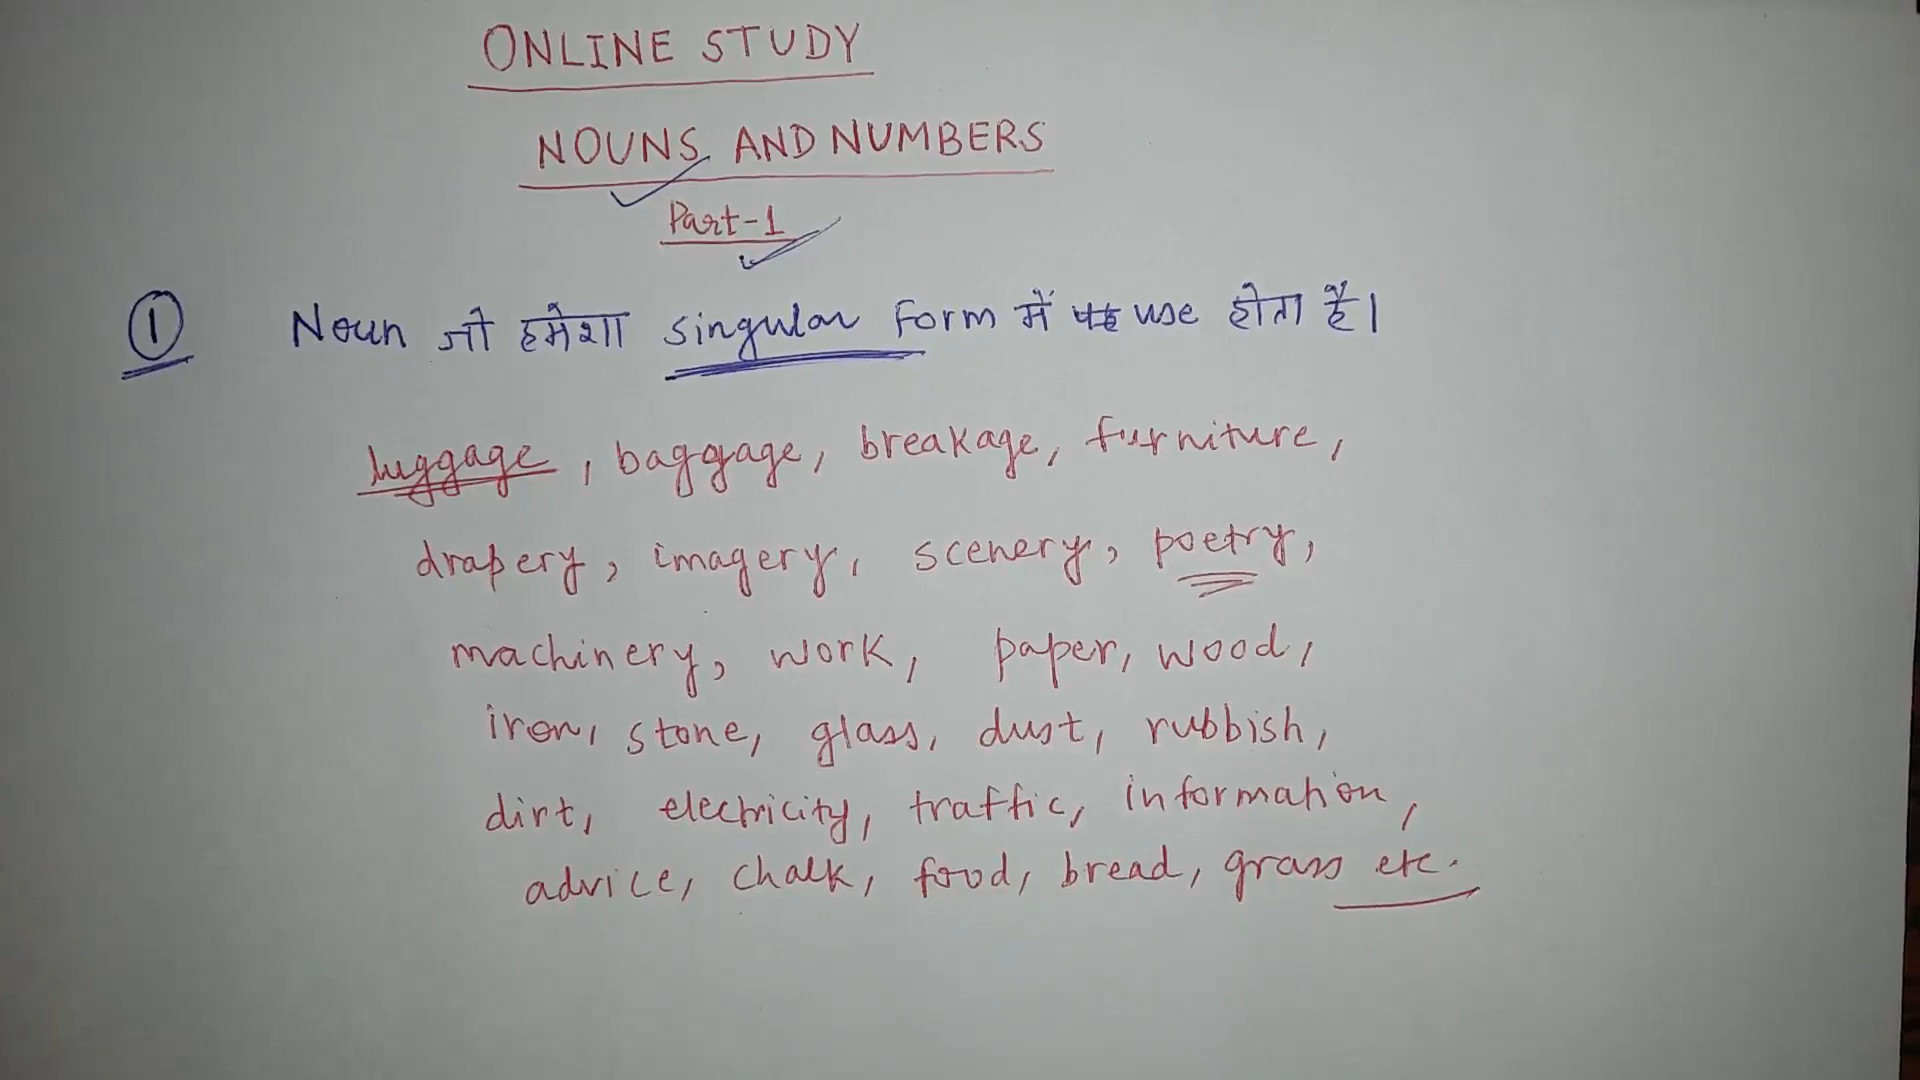 ONLINE STUDY
NOUNS AND NUMBERS
Part-1
1 Noun जो हमेशा singular form में use होता है।
luggage, baggage, breakage, furniture,
drapery, imagery, scenery, poetry,
machinery, work, paper, wood,
iron, stone, glass, dust, rubbish,
dirt, electricity, traffic, information,
advice, chalk, food, bread, grass etc.